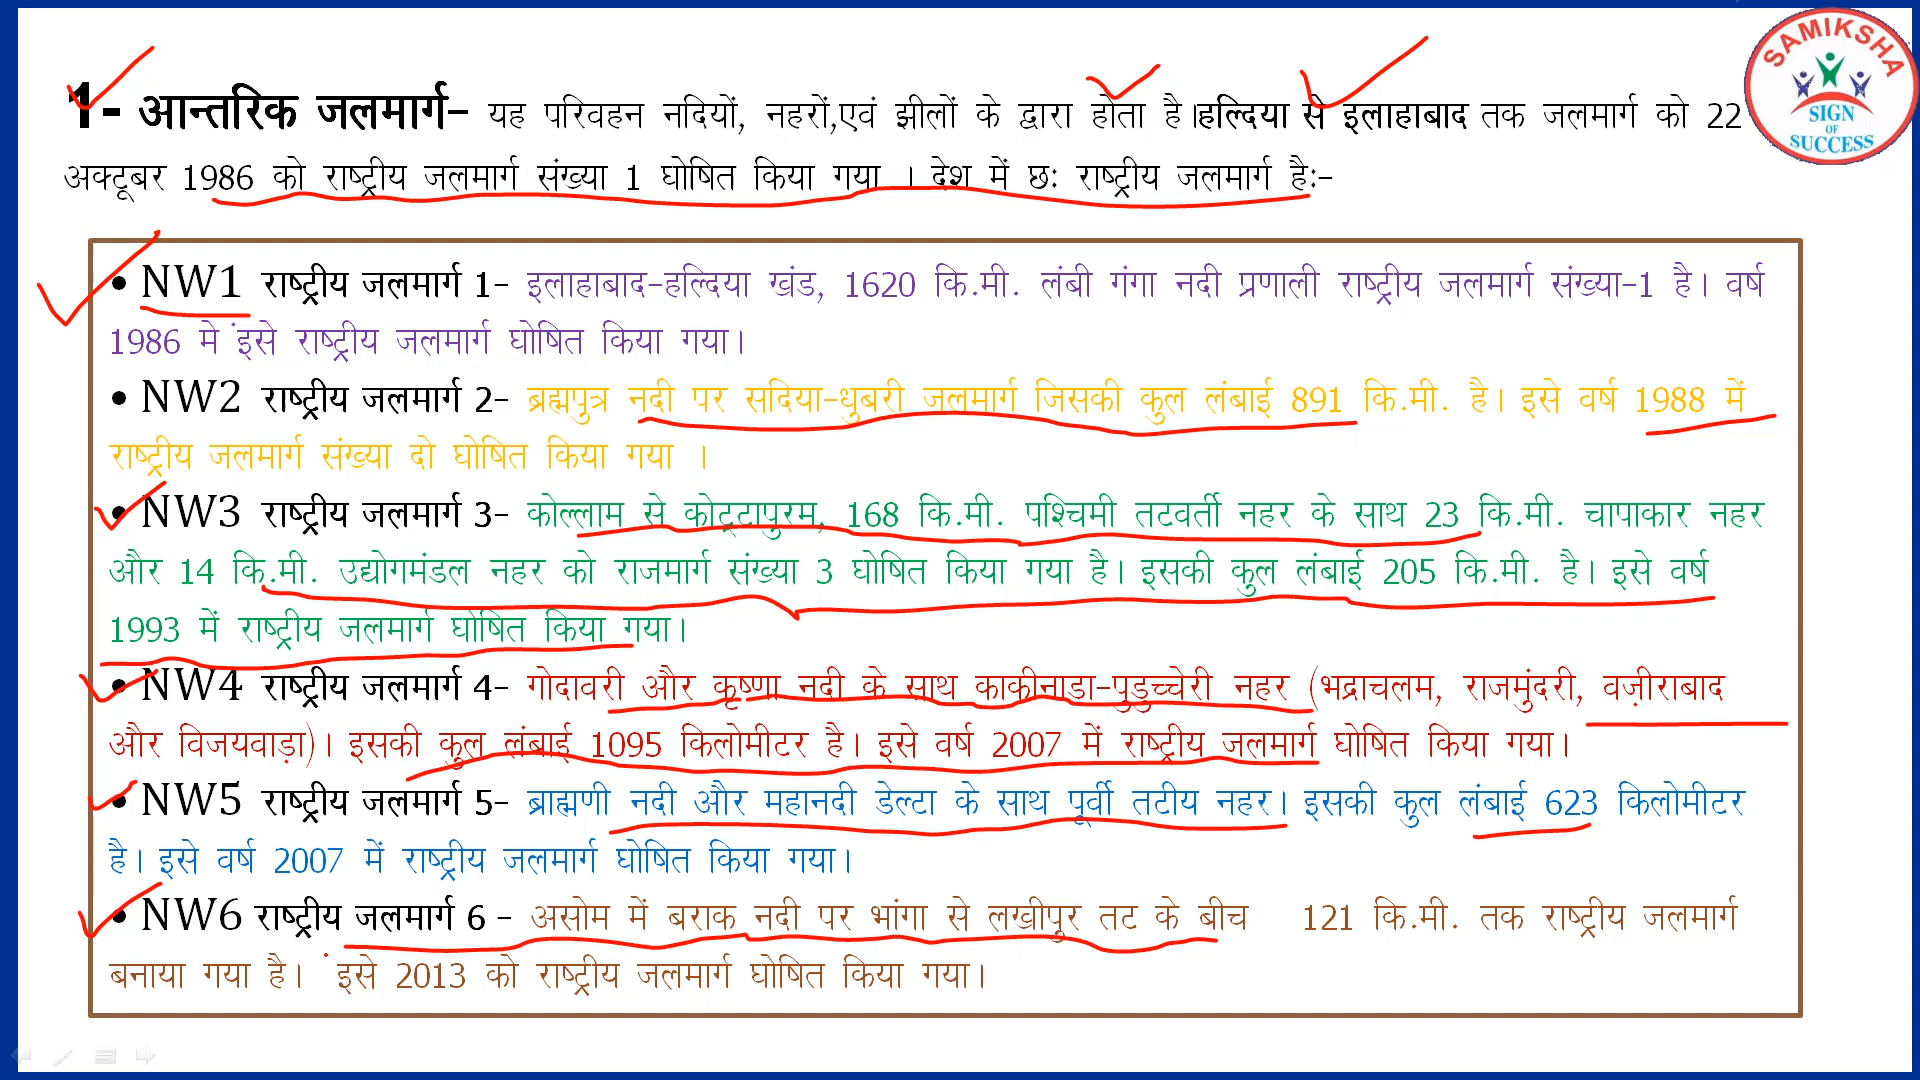 SAMIKSHA
SIGN
OF
SUCCESS
1- आन्तरिक जलमार्ग- यह परिवहन नदियों, नहरों,एवं झीलों के द्वारा होता है।हल्दिया से इलाहाबाद तक जलमार्ग को 22
अक्टूबर 1986 को राष्ट्रीय जलमार्ग संख्या 1 घोषित किया गया । देश में छः राष्ट्रीय जलमार्ग हैः-
• NW1 राष्ट्रीय जलमार्ग 1- इलाहाबाद-हल्दिया खंड, 1620 कि.मी. लंबी गंगा नदी प्रणाली राष्ट्रीय जलमार्ग संख्या-1 है। वर्ष
1986 मे ंइसे राष्ट्रीय जलमार्ग घोषित किया गया।
• NW2 राष्ट्रीय जलमार्ग 2- ब्रह्मपुत्र नदी पर सदिया-धुबरी जलमार्ग जिसकी कुल लंबाई 891 कि.मी. है। इसे वर्ष 1988 में
राष्ट्रीय जलमार्ग संख्या दो घोषित किया गया ।
• NW3 राष्ट्रीय जलमार्ग 3- कोल्लाम से कोट्टापुरम, 168 कि.मी. पश्चिमी तटवर्ती नहर के साथ 23 कि.मी. चापाकार नहर
और 14 कि.मी. उद्योगमंडल नहर को राजमार्ग संख्या 3 घोषित किया गया है। इसकी कुल लंबाई 205 कि.मी. है। इसे वर्ष
1993 में राष्ट्रीय जलमार्ग घोषित किया गया।
• NW4 राष्ट्रीय जलमार्ग 4- गोदावरी और कृष्णा नदी के साथ काकीनाडा-पुडुच्चेरी नहर (भद्राचलम, राजमुंदरी, वज़ीराबाद
और विजयवाड़ा)। इसकी कुल लंबाई 1095 किलोमीटर है। इसे वर्ष 2007 में राष्ट्रीय जलमार्ग घोषित किया गया।
• NW5 राष्ट्रीय जलमार्ग 5- ब्राह्मणी नदी और महानदी डेल्टा के साथ पूर्वी तटीय नहर। इसकी कुल लंबाई 623 किलोमीटर
है। इसे वर्ष 2007 में राष्ट्रीय जलमार्ग घोषित किया गया।
• NW6 राष्ट्रीय जलमार्ग 6 - असोम में बराक नदी पर भांगा से लखीपुर तट के बीच 121 कि.मी. तक राष्ट्रीय जलमार्ग
बनाया गया है। इसे 2013 को राष्ट्रीय जलमार्ग घोषित किया गया।